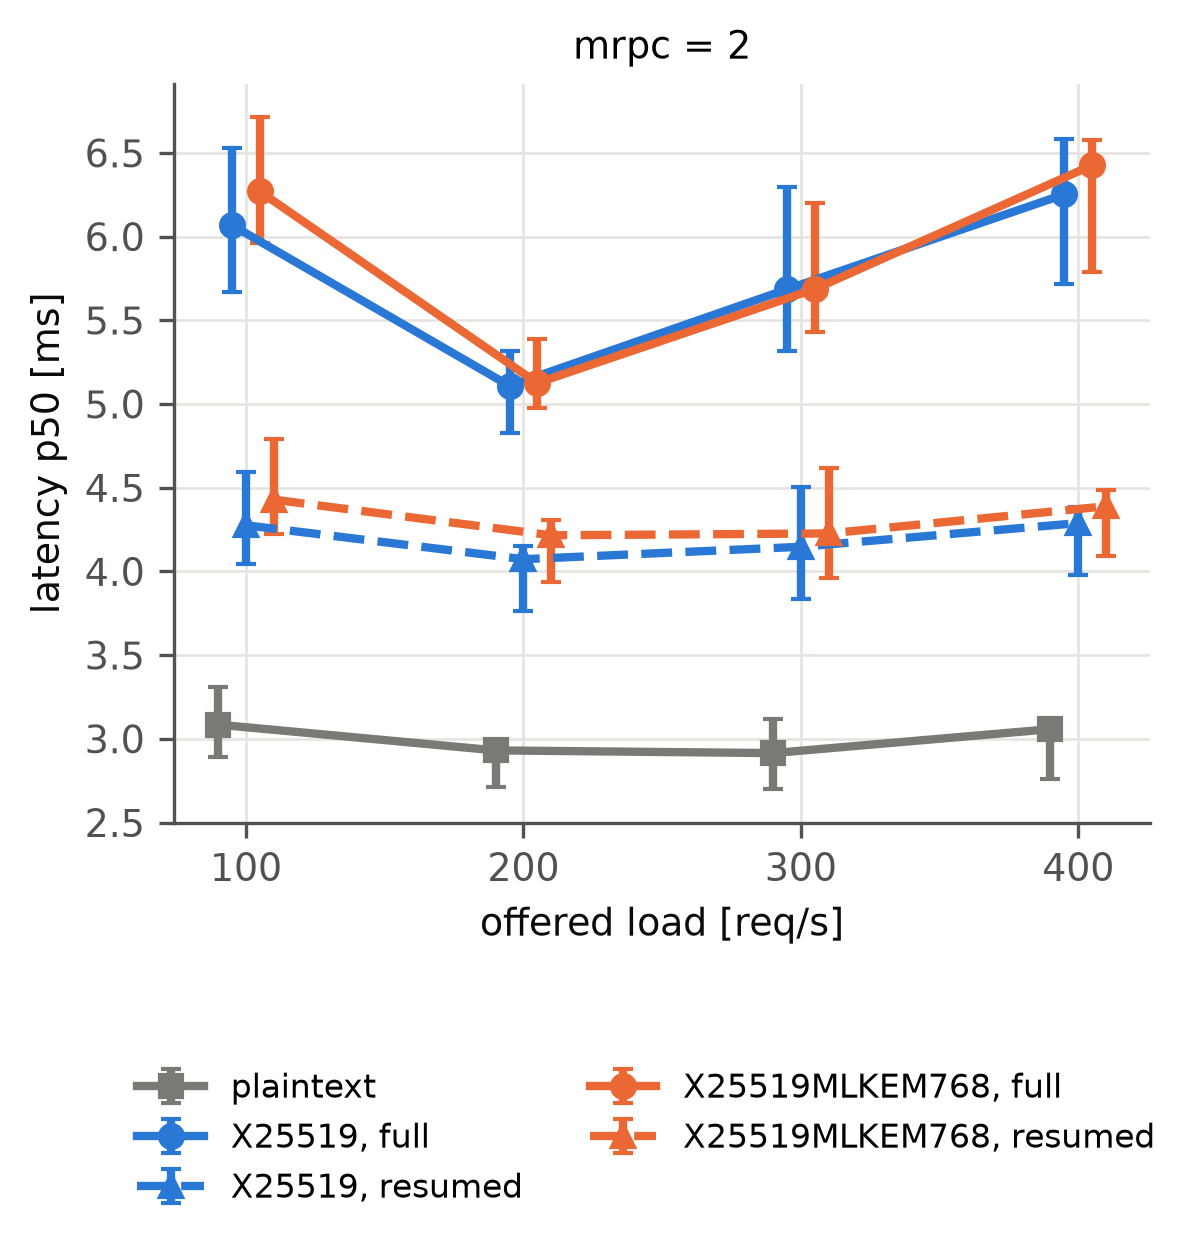 mrpc = 2
6.5
6.0
5.5
5.0
4.5
4.0
3.5
3.0
2.5
latency p50 [ms]
100 200 300 400
offered load [req/s]
plaintext
X25519, full
X25519, resumed
X25519MLKEM768, full
X25519MLKEM768, resumed